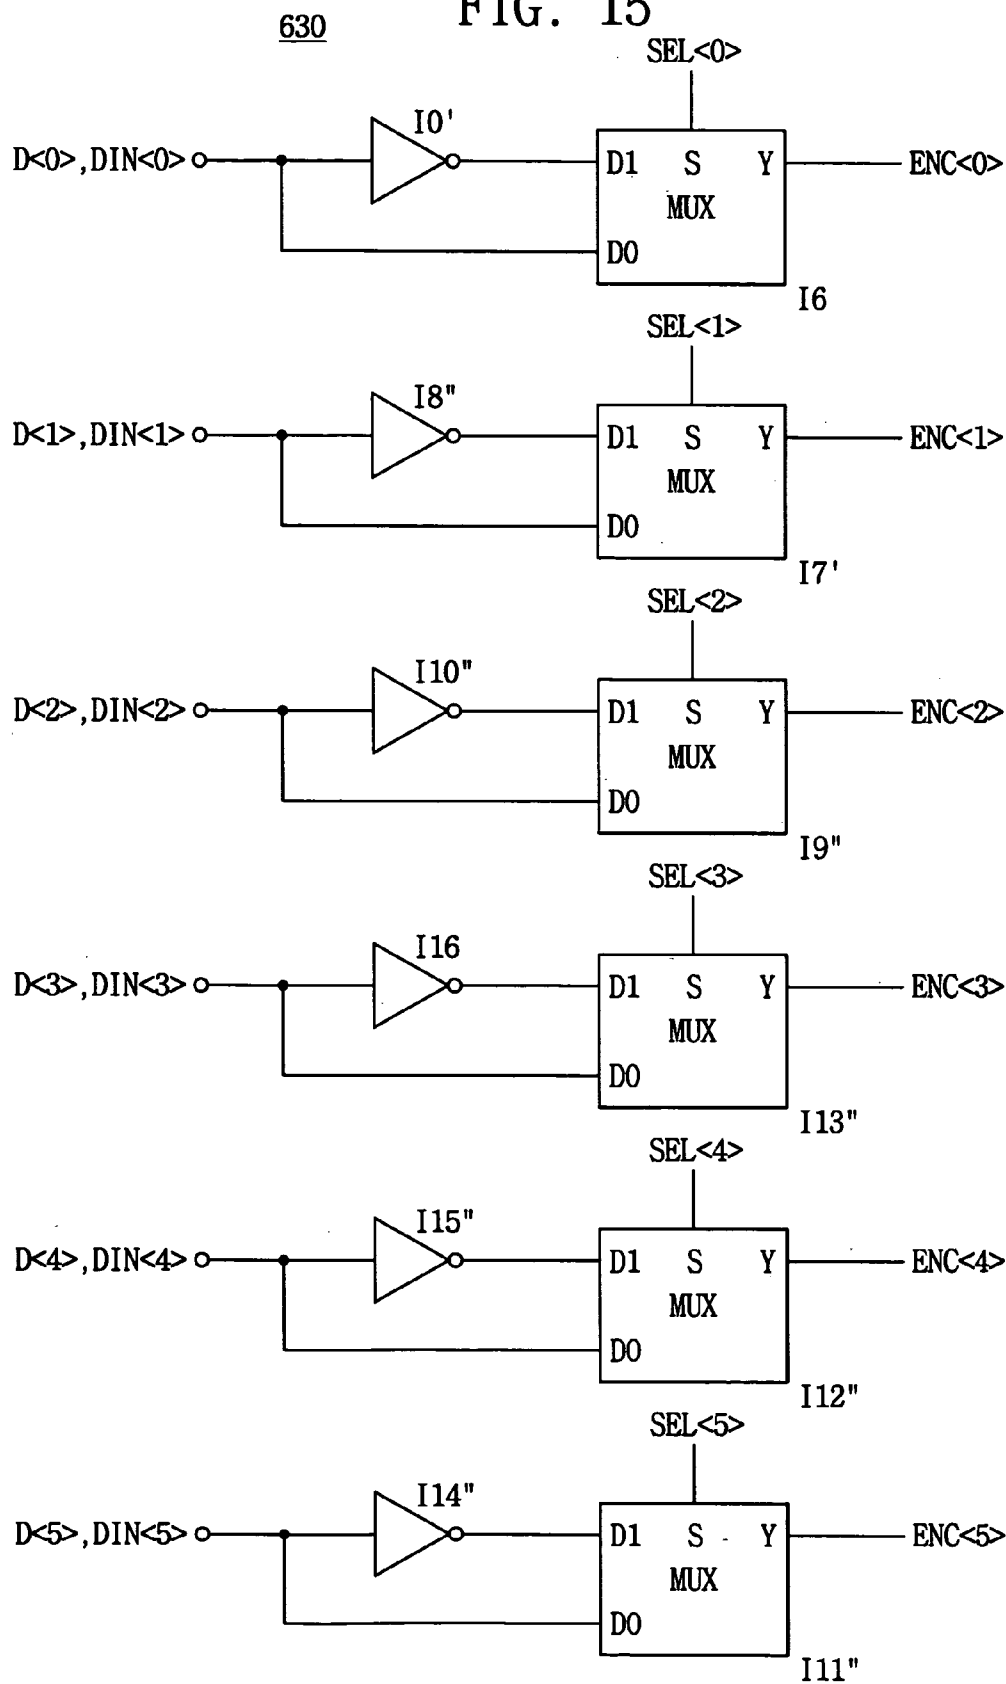 FIG. 15
630
SEL<0>
I0'
D<0>,DIN<0>
D1 S Y
ENC<0>
MUX
D0
I6
SEL<1>
I8"
D<1>,DIN<1>
D1 S Y
ENC<1>
MUX
D0
I7'
SEL<2>
I10"
D<2>,DIN<2>
D1 S Y
ENC<2>
MUX
D0
I9"
SEL<3>
I16
D<3>,DIN<3>
D1 S Y
ENC<3>
MUX
D0
I13"
SEL<4>
I15"
D<4>,DIN<4>
D1 S Y
ENC<4>
MUX
D0
I12"
SEL<5>
I14"
D<5>,DIN<5>
D1 S Y
ENC<5>
MUX
D0
I11"